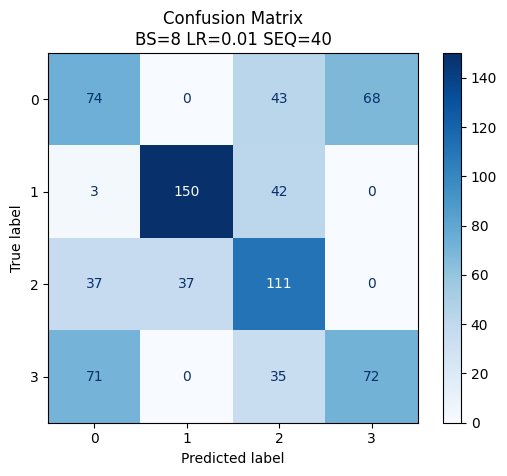 Confusion Matrix
BS=8 LR=0.01 SEQ=40
0 74 0 43 68
1 3 150 42 0
2 37 37 111 0
3 71 0 35 72
0 1 2 3
Predicted label
True label
140
120
100
80
60
40
20
0